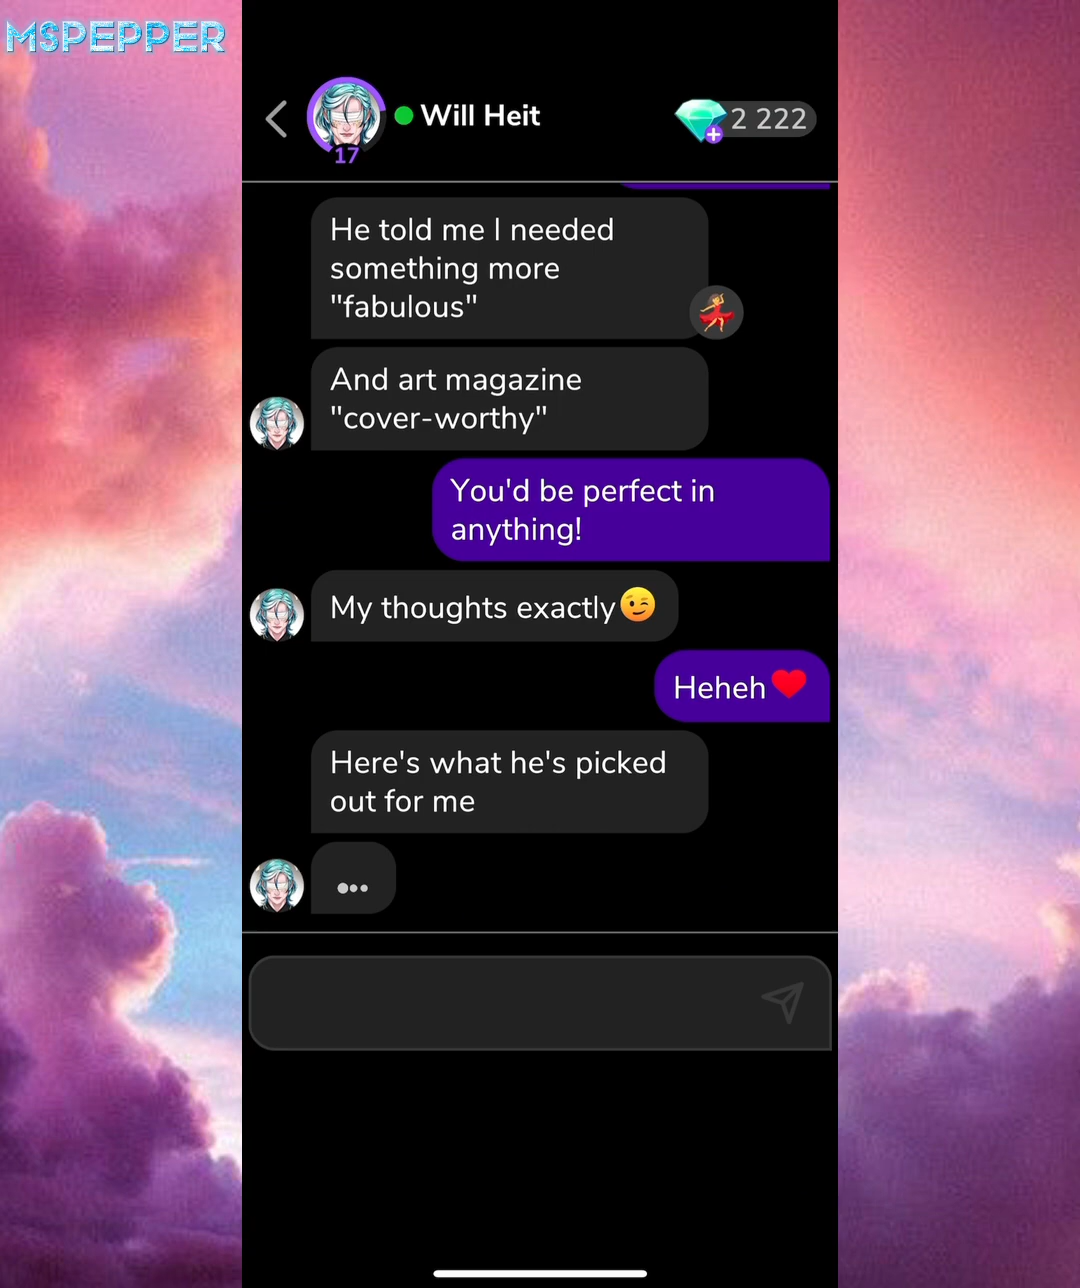 MSPEPPER
Will Heit
2 222
17
He told me I needed
something more
"fabulous"
And art magazine
"cover-worthy"
You'd be perfect in
anything!
My thoughts exactly😉
Heheh❤️
Here's what he's picked
out for me
...